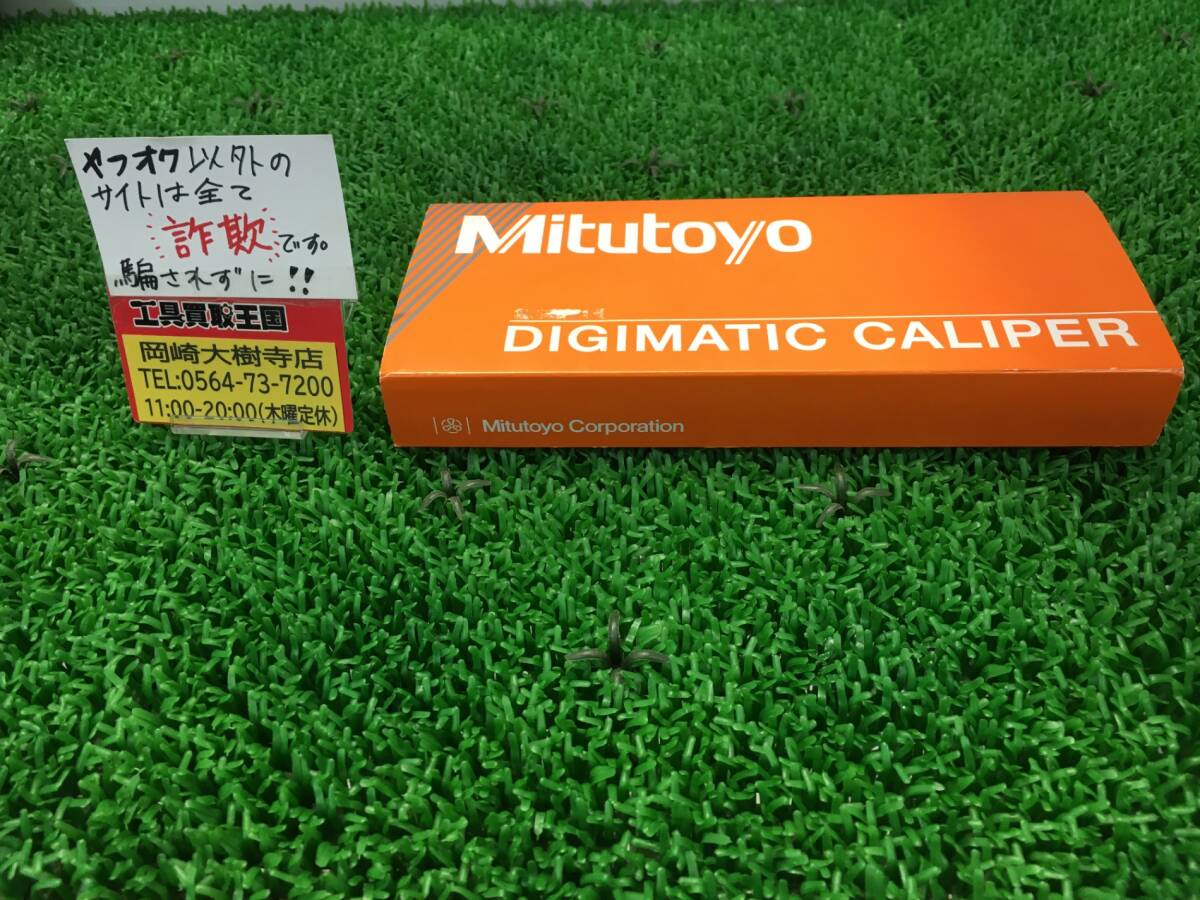 ヤフオク以外の
サイトは全て
詐欺です。
騙されずに!!
工具買取王国
岡崎大樹寺店
TEL:0564-73-7200
11:00-20:00(木曜定休)
Mitutoyo
DIGIMATIC CALIPER
Mitutoyo Corporation